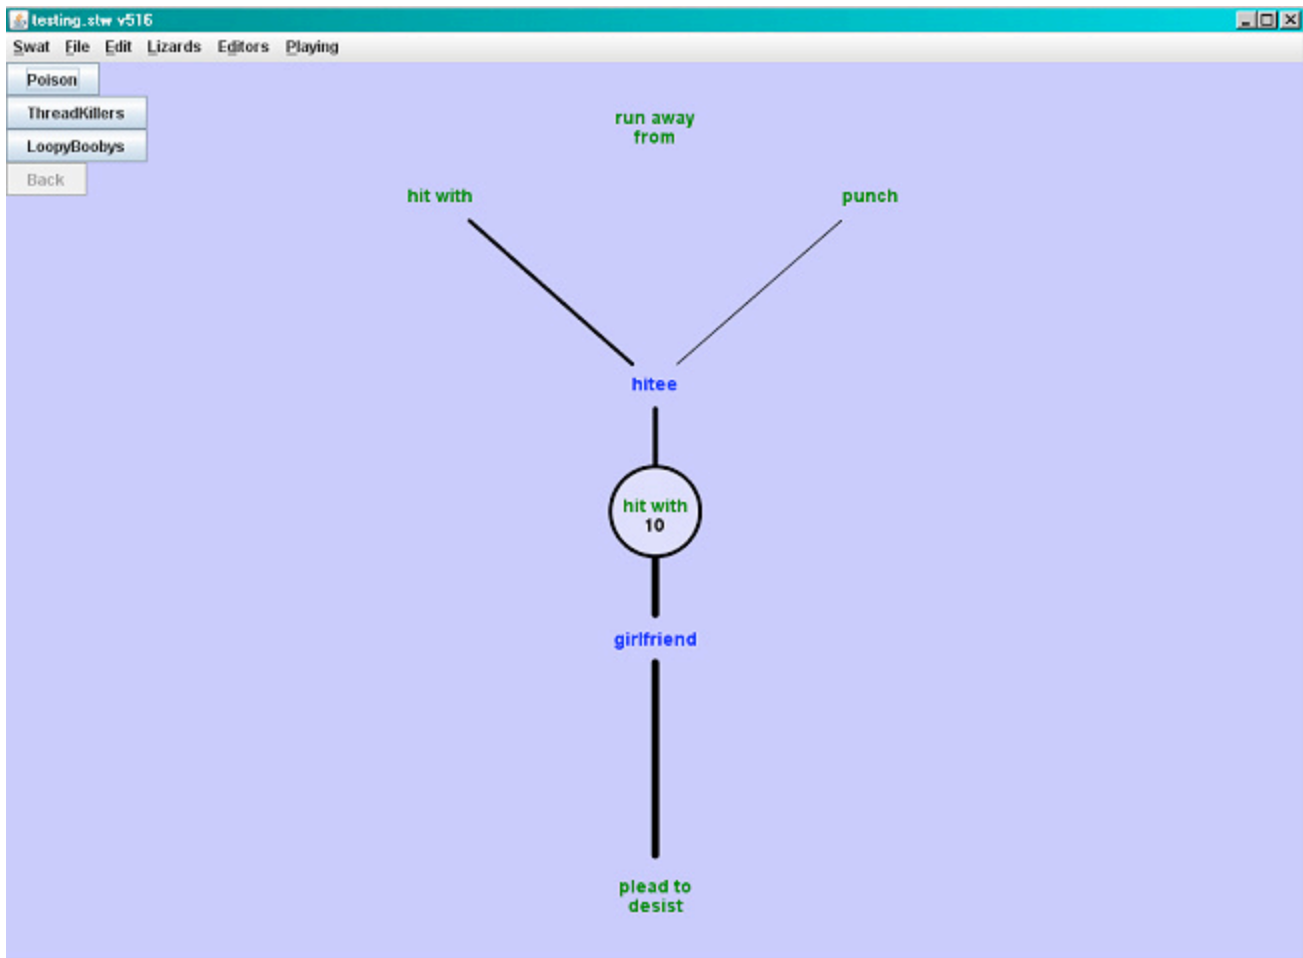 testing.stw v516
Swat File Edit Lizards Editors Playing
Poison
ThreadKillers
LoopyBoobys
Back
run away
from
hit with
punch
hitee
hit with
10
girlfriend
plead to
desist